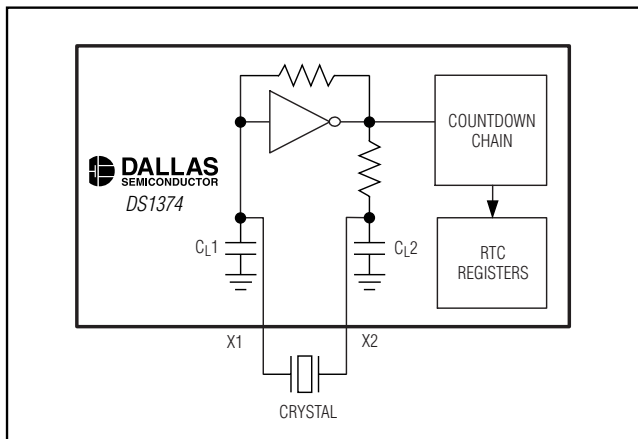 COUNTDOWN
CHAIN
DALLAS
SEMICONDUCTOR
DS1374
CL1
CL2
RTC
REGISTERS
X1
X2
CRYSTAL